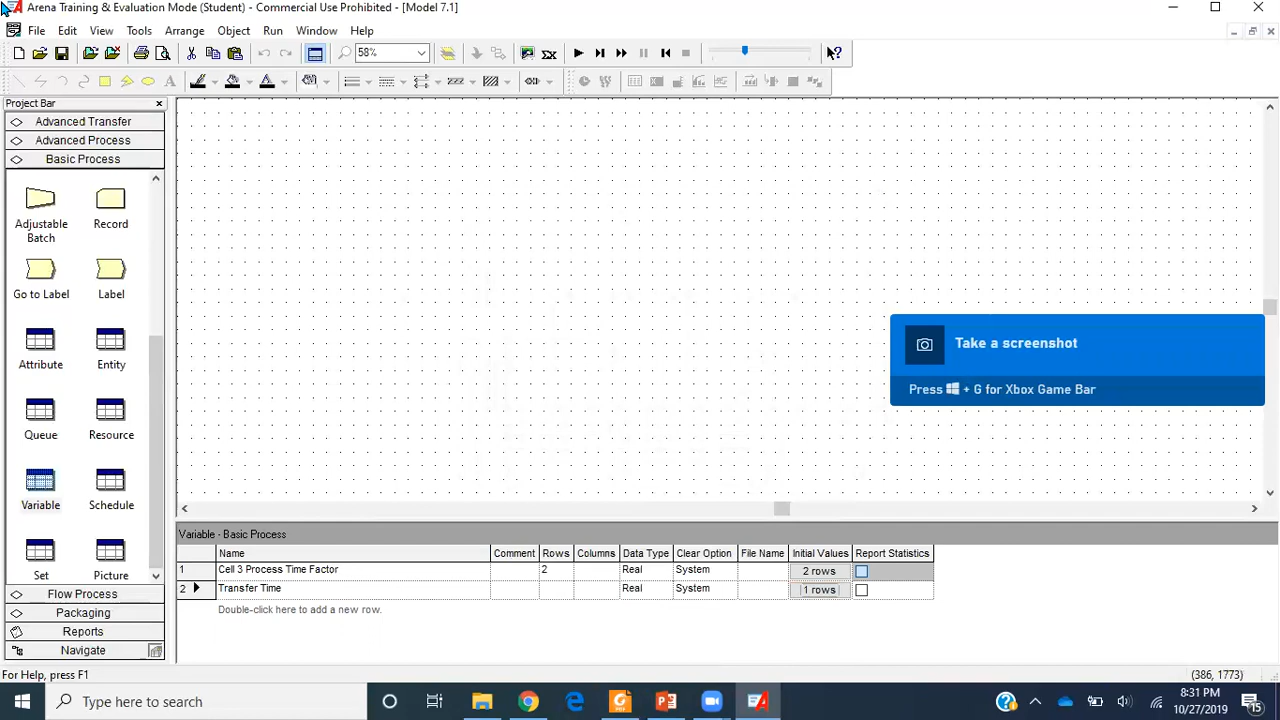 Arena Training & Evaluation Mode (Student) - Commercial Use Prohibited - [Model 7.1]
File Edit View Tools Arrange Object Run Window Help
58%
Project Bar
Advanced Transfer
Advanced Process
Basic Process
Adjustable Batch
Record
Go to Label
Label
Attribute
Entity
Queue
Resource
Variable
Schedule
Set
Picture
Flow Process
Packaging
Reports
Navigate
Take a screenshot
Press + G for Xbox Game Bar
Variable - Basic Process
Name Comment Rows Columns Data Type Clear Option File Name Initial Values Report Statistics
1 Cell 3 Process Time Factor 2 Real System 2 rows
2 Transfer Time Real System 1 rows
Double-click here to add a new row.
For Help, press F1
(386, 1773)
Type here to search
8:31 PM
10/27/2019
15